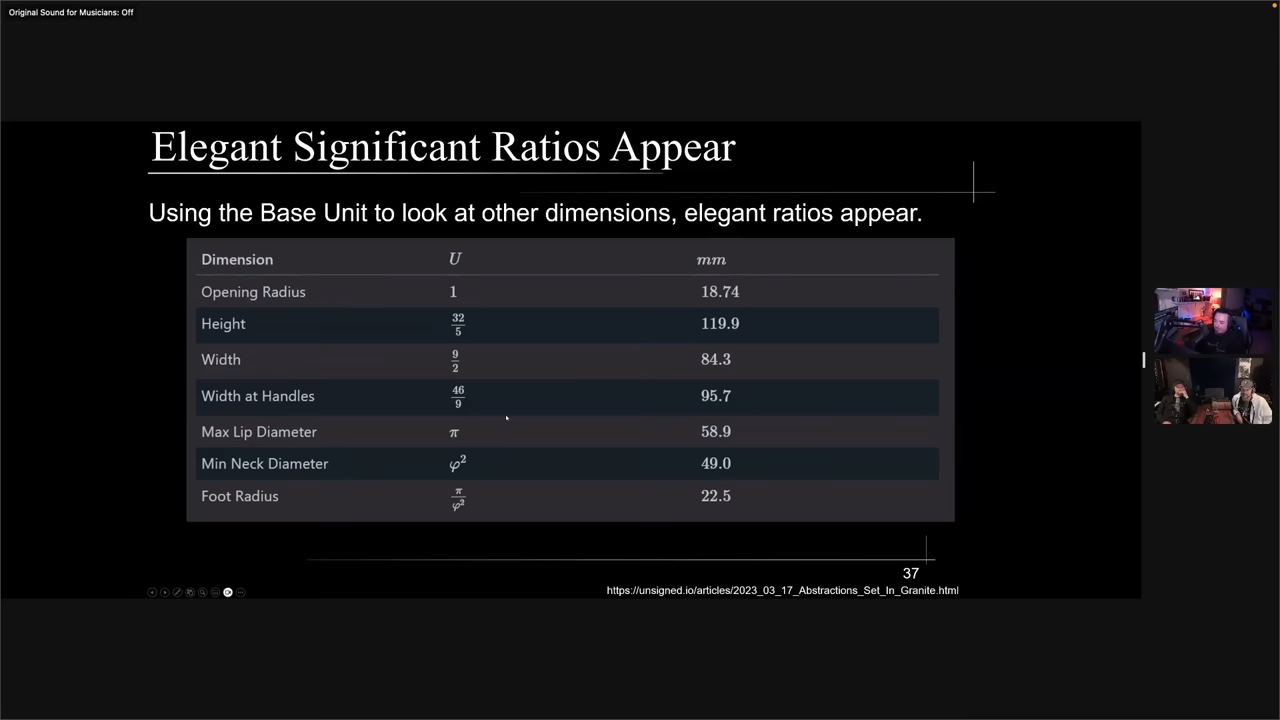 Original Sound for Musicians: Off
Elegant Significant Ratios Appear
Using the Base Unit to look at other dimensions, elegant ratios appear.
Dimension U mm
Opening Radius 1 18.74
Height 32/5 119.9
Width 9/2 84.3
Width at Handles 46/9 95.7
Max Lip Diameter π 58.9
Min Neck Diameter φ² 49.0
Foot Radius π/φ² 22.5
37
https://unsigned.io/articles/2023_03_17_Abstractions_Set_In_Granite.html